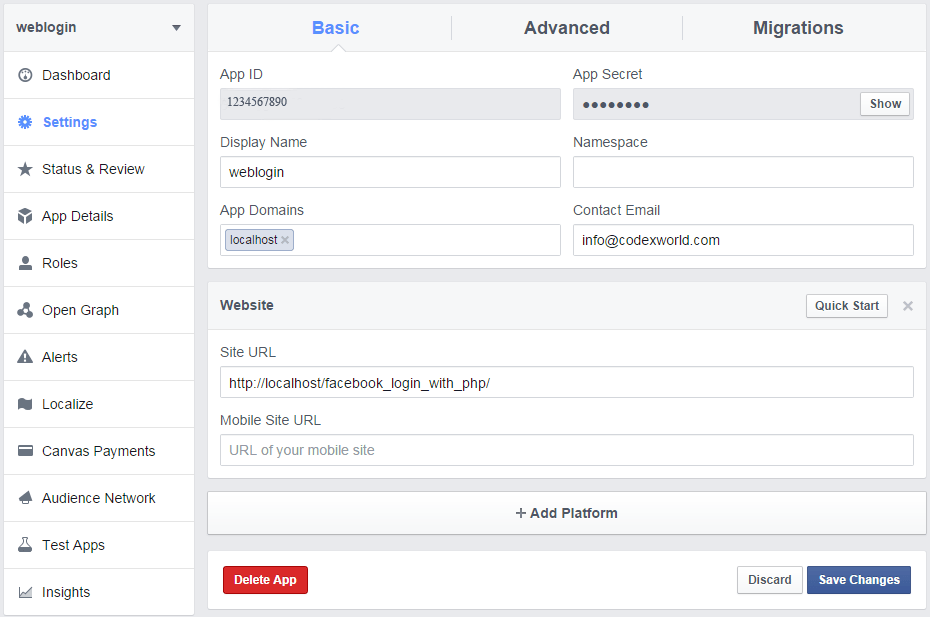 weblogin
Dashboard
Settings
Status & Review
App Details
Roles
Open Graph
Alerts
Localize
Canvas Payments
Audience Network
Test Apps
Insights
Basic Advanced Migrations
App ID App Secret
1234567890 ●●●●●●●● Show
Display Name Namespace
weblogin
App Domains Contact Email
localhost × info@codexworld.com
Website Quick Start ×
Site URL
http://localhost/facebook_login_with_php/
Mobile Site URL
URL of your mobile site
+ Add Platform
Delete App Discard Save Changes